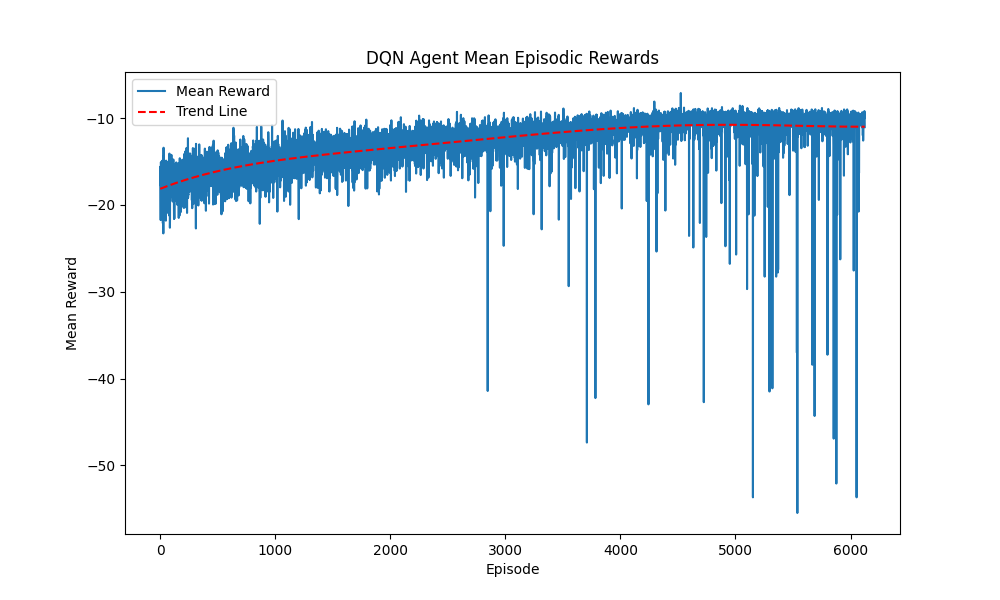 DQN Agent Mean Episodic Rewards
Mean Reward
Trend Line
−10
−20
−30
−40
−50
Mean Reward
0 1000 2000 3000 4000 5000 6000
Episode